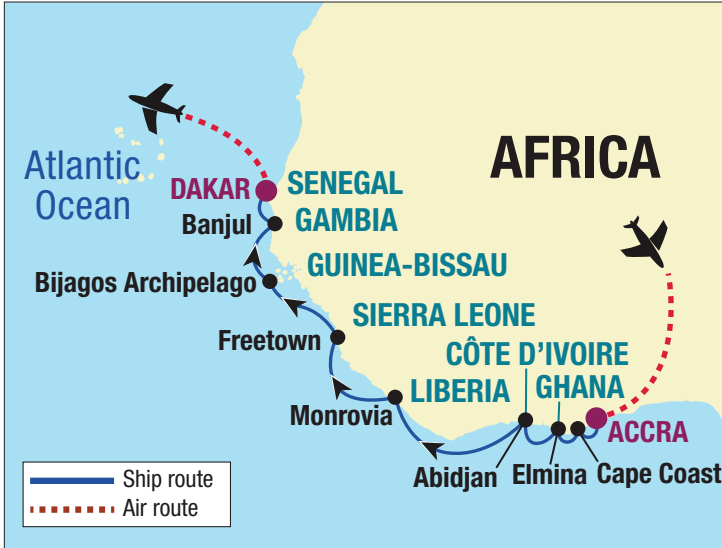 AFRICA
Atlantic
Ocean
DAKAR
SENEGAL
Banjul
GAMBIA
GUINEA-BISSAU
Bijagos Archipelago
SIERRA LEONE
Freetown
CÔTE D’IVOIRE
LIBERIA
GHANA
Monrovia
ACCRA
Abidjan
Elmina
Cape Coast
Ship route
Air route